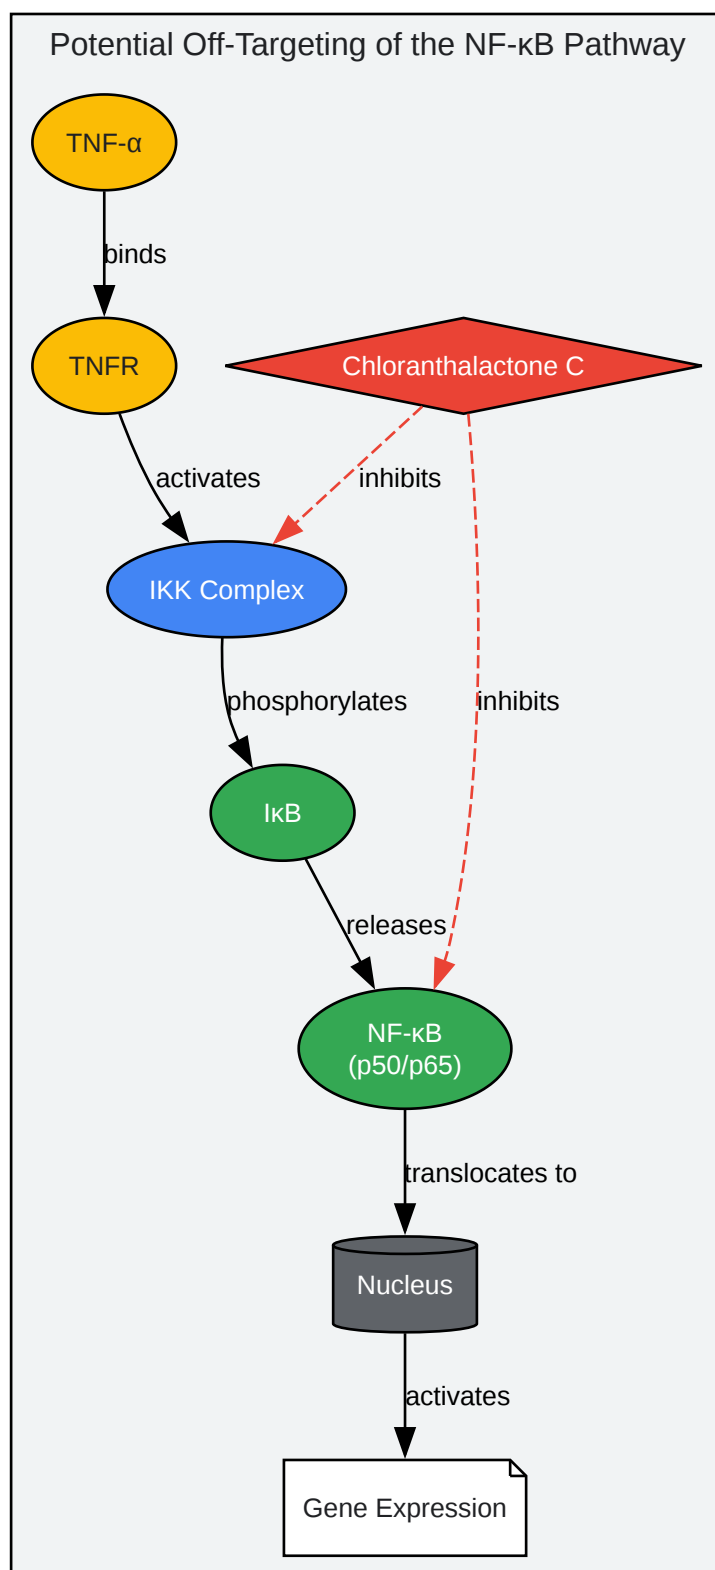 Potential Off-Targeting of the NF-κB Pathway
TNF-α
binds
TNFR
Chloranthalactone C
activates
inhibits
IKK Complex
phosphorylates
inhibits
IκB
releases
NF-κB
(p50/p65)
translocates to
Nucleus
activates
Gene Expression